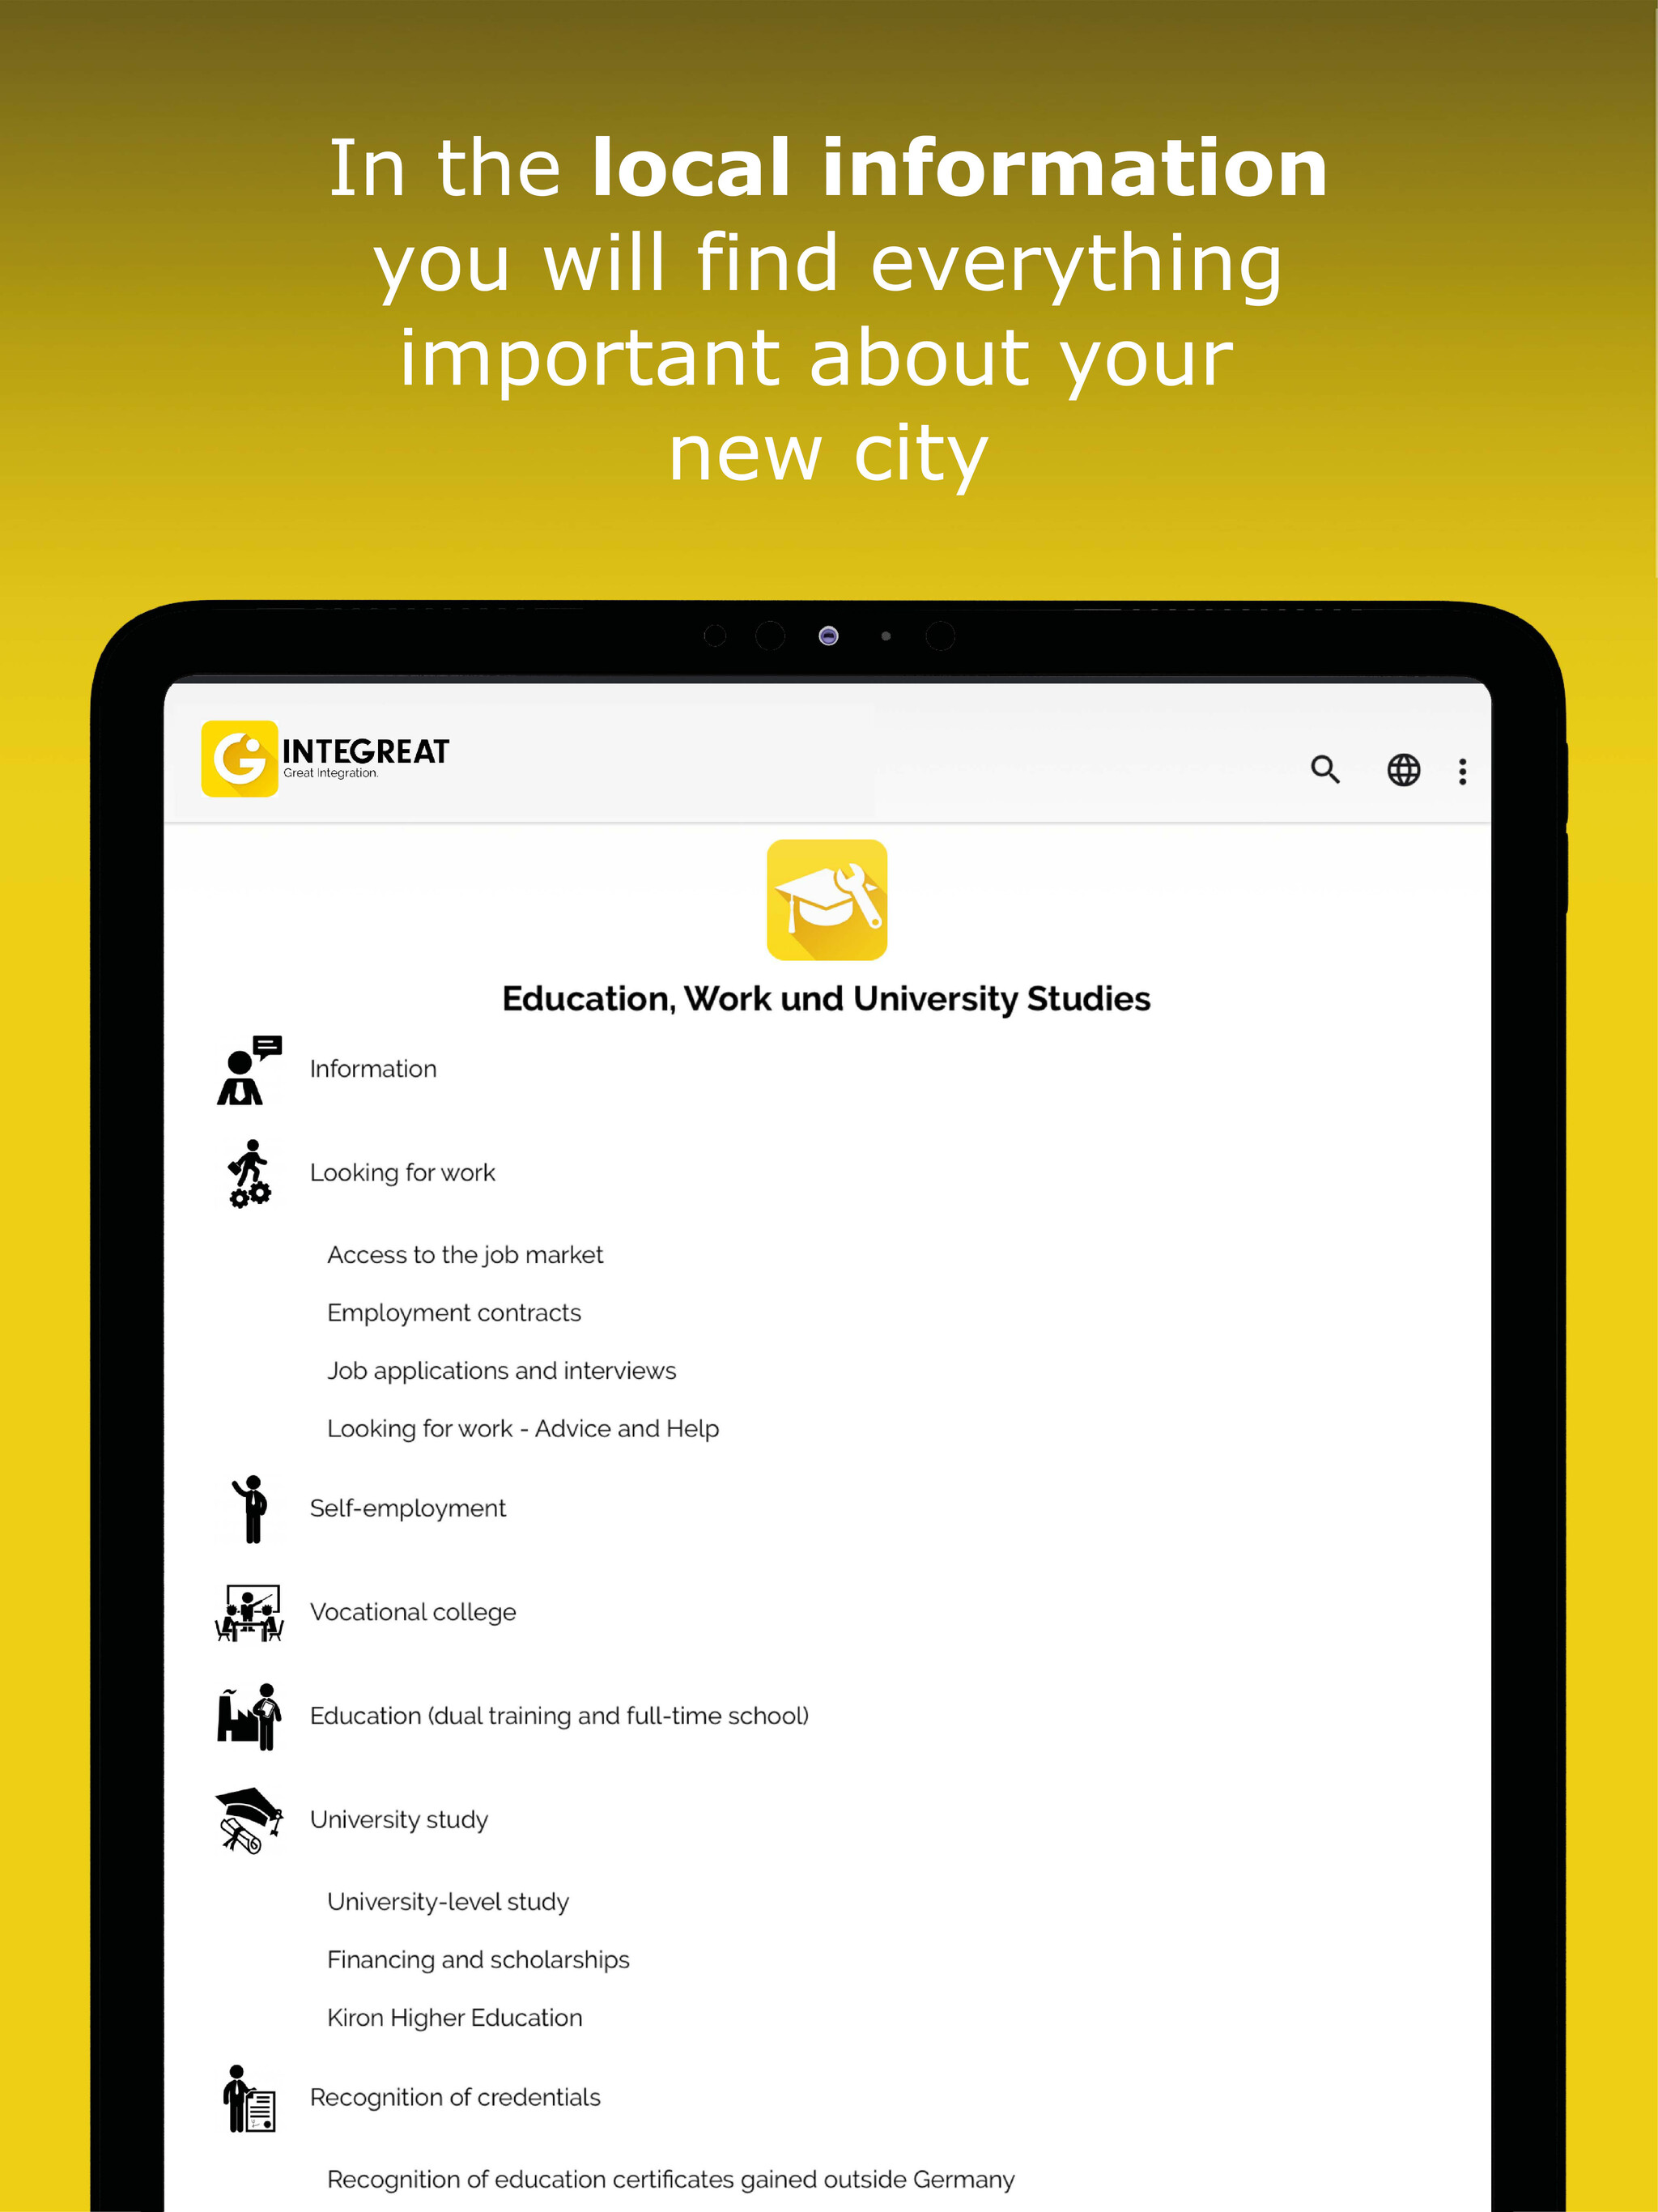 In the local information
you will find everything
important about your
new city
INTEGREAT
Great Integration.
Education, Work und University Studies
Information
Looking for work
Access to the job market
Employment contracts
Job applications and interviews
Looking for work - Advice and Help
Self-employment
Vocational college
Education (dual training and full-time school)
University study
University-level study
Financing and scholarships
Kiron Higher Education
Recognition of credentials
Recognition of education certificates gained outside Germany